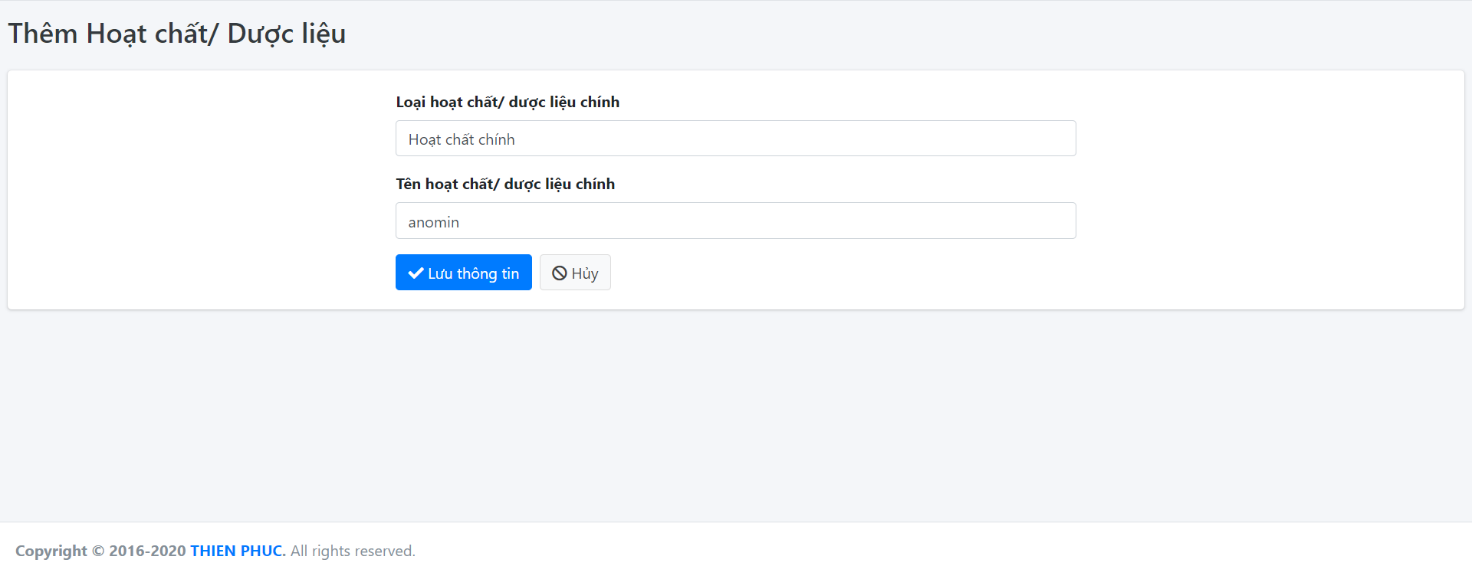 Thêm Hoạt chất/ Dược liệu
Loại hoạt chất/ dược liệu chính
Hoạt chất chính
Tên hoạt chất/ dược liệu chính
anomin
Lưu thông tin Hủy
Copyright © 2016-2020 THIEN PHUC. All rights reserved.